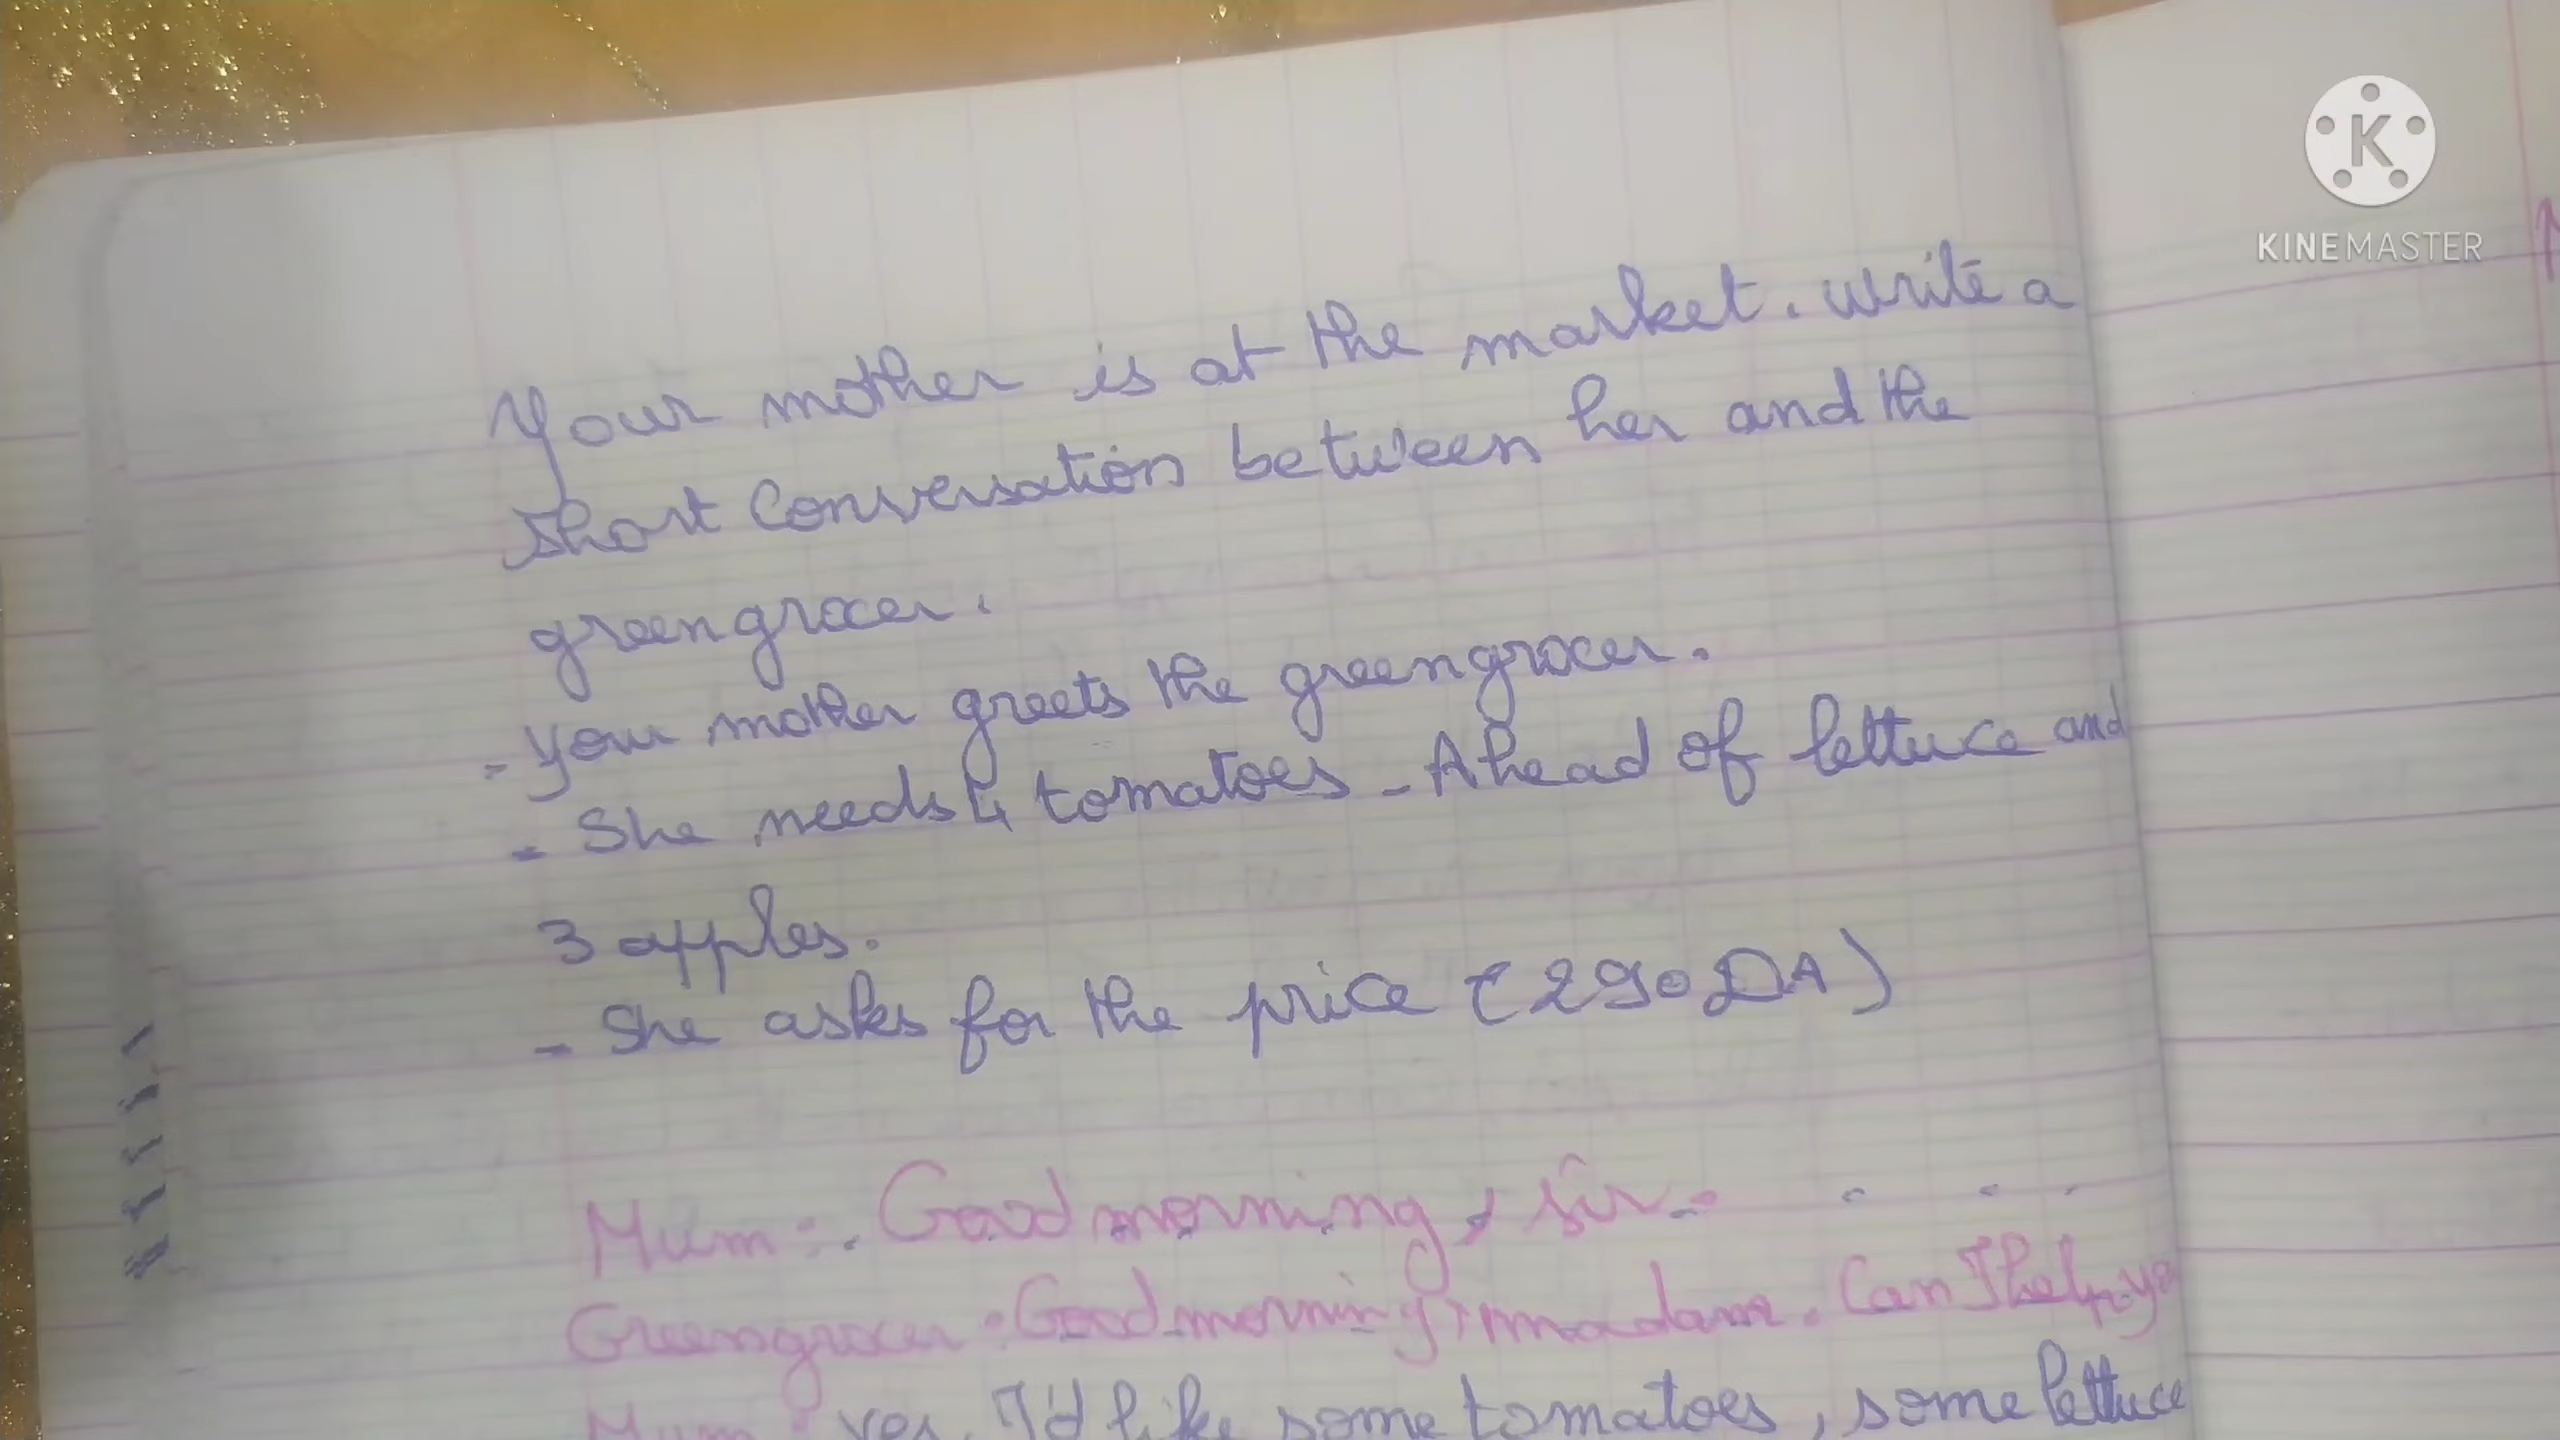 KINEMASTER
Your mother is at the market. write a
short conversation between her and the
greengrocer.
- your mother greets the greengrocer.
- She needs 4 tomatoes - A head of lettuce and
3 apples.
- She asks for the price (290 DA)
Mum: Good morning, sir.
Greengrocer: Good morning, madam. Can I help yo
Mum: yes, I'd like some tomatoes, some lettuce